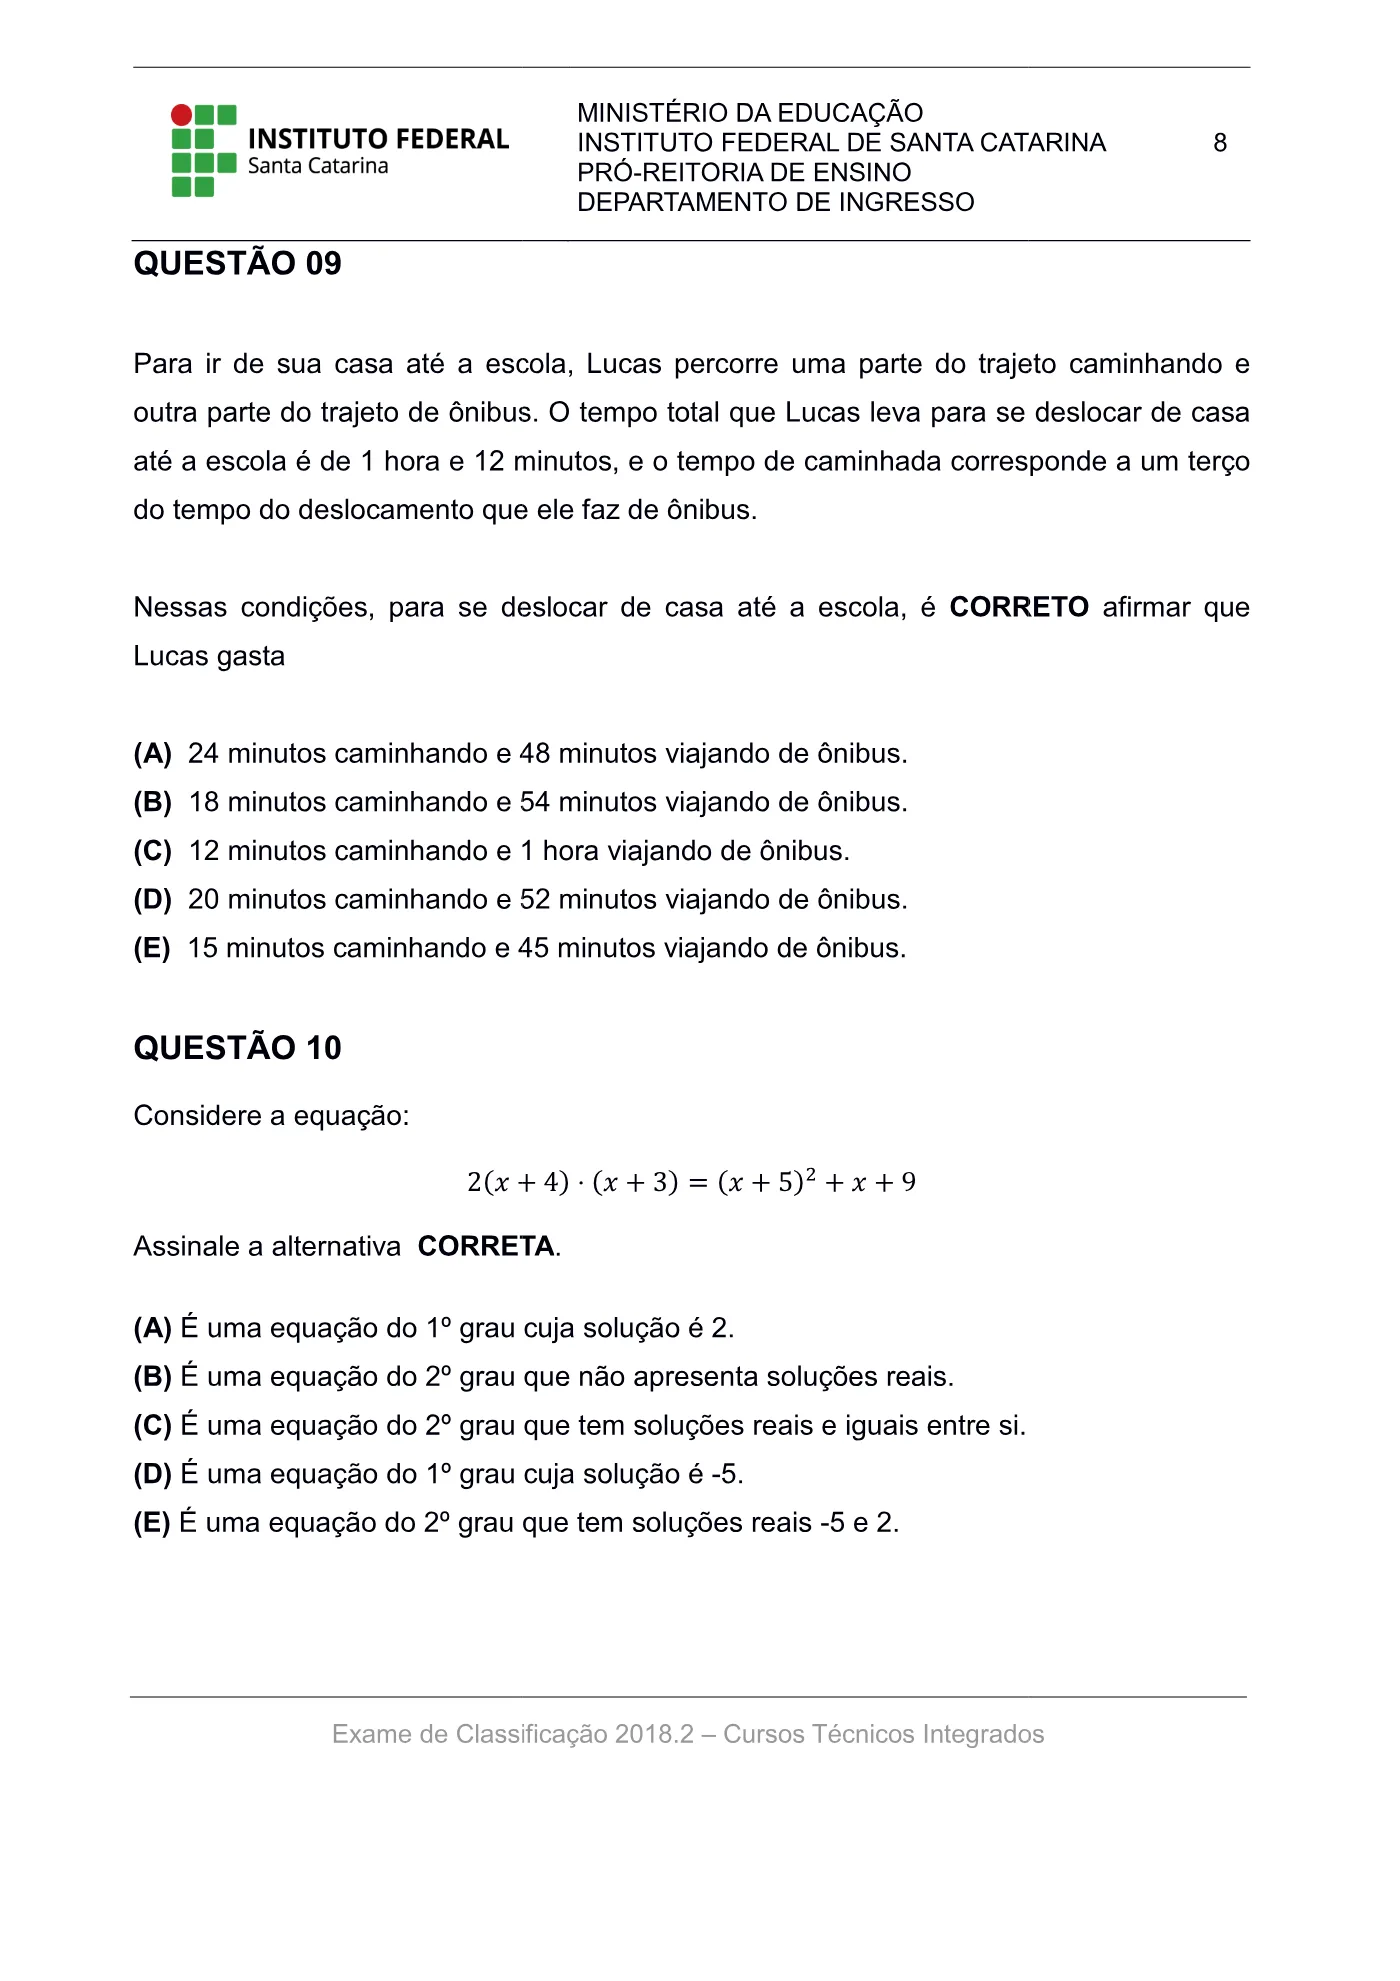 INSTITUTO FEDERAL
Santa Catarina
MINISTÉRIO DA EDUCAÇÃO
INSTITUTO FEDERAL DE SANTA CATARINA
PRÓ-REITORIA DE ENSINO
DEPARTAMENTO DE INGRESSO
8
QUESTÃO 09
Para ir de sua casa até a escola, Lucas percorre uma parte do trajeto caminhando e
outra parte do trajeto de ônibus. O tempo total que Lucas leva para se deslocar de casa
até a escola é de 1 hora e 12 minutos, e o tempo de caminhada corresponde a um terço
do tempo do deslocamento que ele faz de ônibus.
Nessas condições, para se deslocar de casa até a escola, é CORRETO afirmar que
Lucas gasta
(A) 24 minutos caminhando e 48 minutos viajando de ônibus.
(B) 18 minutos caminhando e 54 minutos viajando de ônibus.
(C) 12 minutos caminhando e 1 hora viajando de ônibus.
(D) 20 minutos caminhando e 52 minutos viajando de ônibus.
(E) 15 minutos caminhando e 45 minutos viajando de ônibus.
QUESTÃO 10
Considere a equação:
2(x + 4) · (x + 3) = (x + 5)² + x + 9
Assinale a alternativa CORRETA.
(A) É uma equação do 1º grau cuja solução é 2.
(B) É uma equação do 2º grau que não apresenta soluções reais.
(C) É uma equação do 2º grau que tem soluções reais e iguais entre si.
(D) É uma equação do 1º grau cuja solução é -5.
(E) É uma equação do 2º grau que tem soluções reais -5 e 2.
Exame de Classificação 2018.2 – Cursos Técnicos Integrados